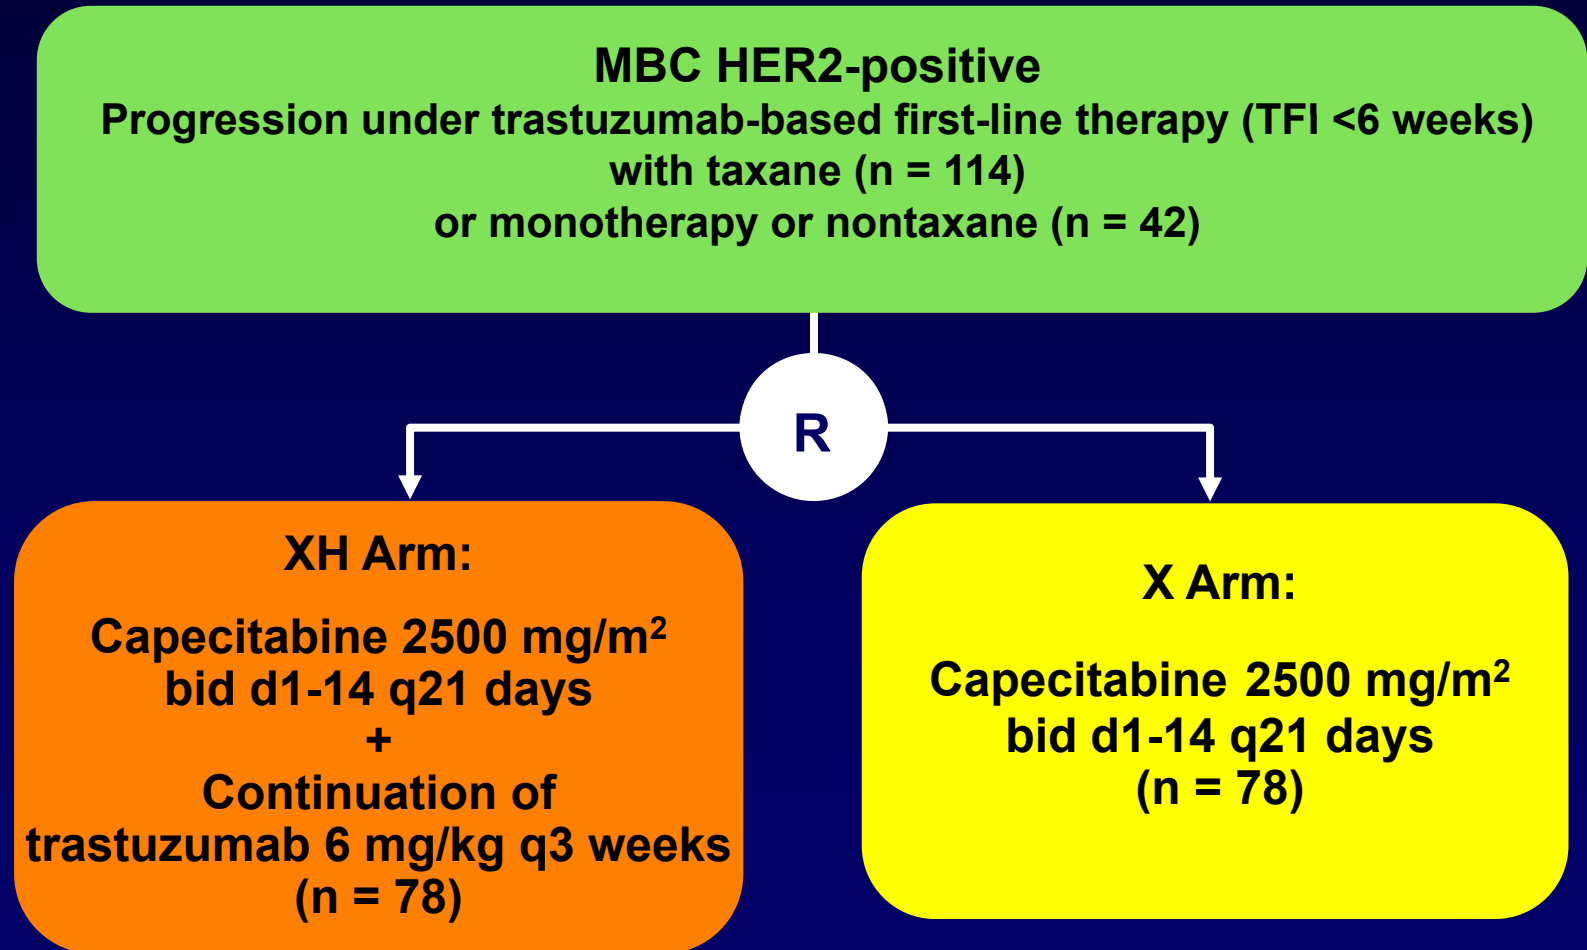 MBC HER2-positive
Progression under trastuzumab-based first-line therapy (TFI <6 weeks)
with taxane (n = 114)
or monotherapy or nontaxane (n = 42)
R
XH Arm:
Capecitabine 2500 mg/m²
bid d1-14 q21 days
+
Continuation of
trastuzumab 6 mg/kg q3 weeks
(n = 78)
X Arm:
Capecitabine 2500 mg/m²
bid d1-14 q21 days
(n = 78)